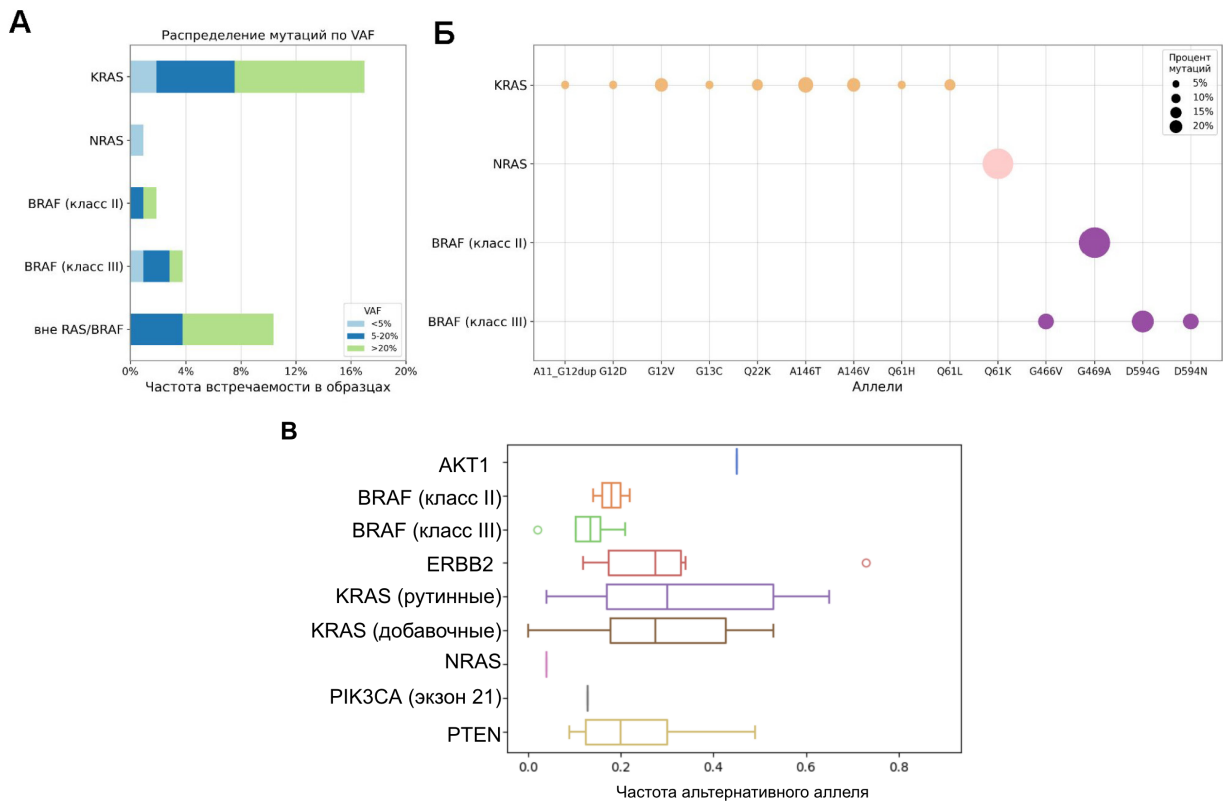 А
Распределение мутаций по VAF
KRAS
NRAS
BRAF (класс II)
BRAF (класс III)
вне RAS/BRAF
VAF
<5%
5-20%
>20%
0% 4% 8% 12% 16% 20%
Частота встречаемости в образцах
Б
Процент
мутаций
5%
10%
15%
20%
KRAS
NRAS
BRAF (класс II)
BRAF (класс III)
A11_G12dup G12D G12V G13C Q22K A146T A146V Q61H Q61L Q61K G466V G469A D594G D594N
Аллели
В
AKT1
BRAF (класс II)
BRAF (класс III)
ERBB2
KRAS (рутинные)
KRAS (добавочные)
NRAS
PIK3CA (экзон 21)
PTEN
0.0 0.2 0.4 0.6 0.8
Частота альтернативного аллеля